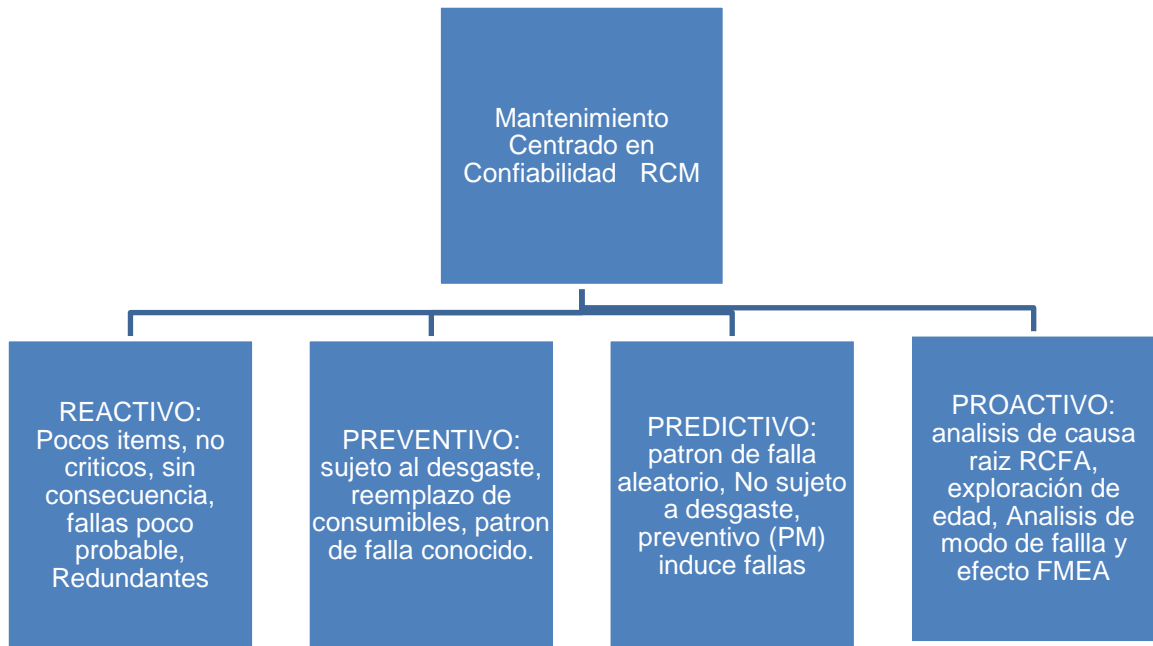 Mantenimiento
Centrado en
Confiabilidad RCM
REACTIVO:
Pocos items, no
criticos, sin
consecuencia,
fallas poco
probable,
Redundantes
PREVENTIVO:
sujeto al desgaste,
reemplazo de
consumibles, patron
de falla conocido.
PREDICTIVO:
patron de falla
aleatorio, No sujeto
a desgaste,
preventivo (PM)
induce fallas
PROACTIVO:
analisis de causa
raiz RCFA,
exploración de
edad, Analisis de
modo de fallla y
efecto FMEA